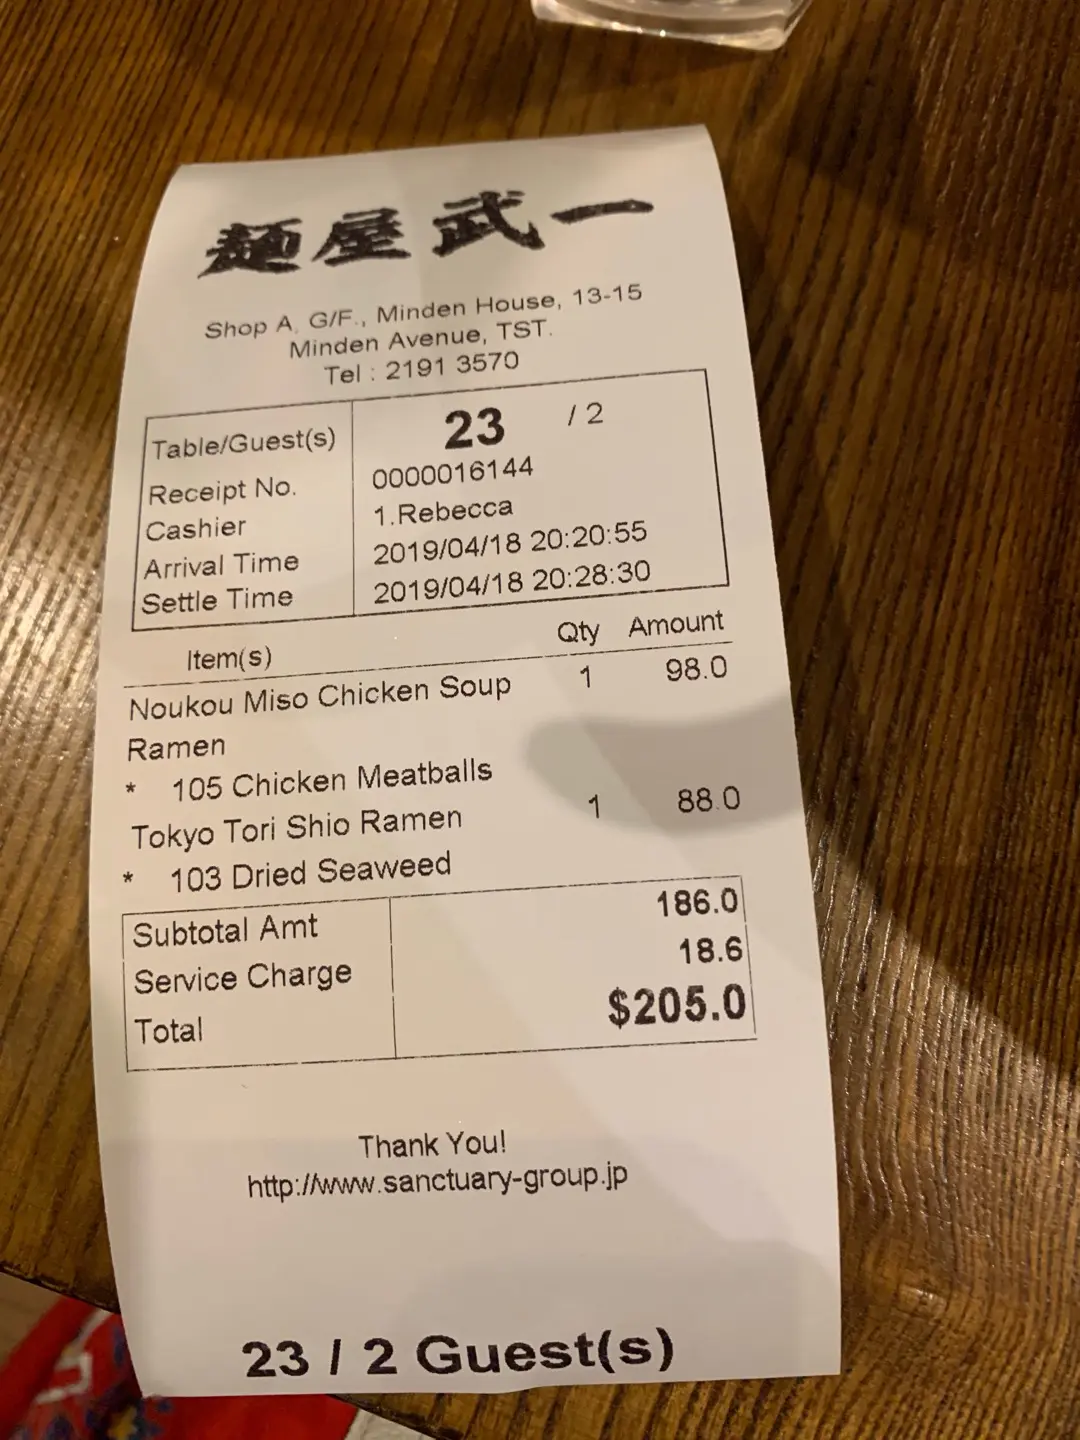 麺屋武一
Shop A, G/F., Minden House, 13-15
Minden Avenue, TST.
Tel : 2191 3570
Table/Guest(s) 23 / 2
Receipt No. 0000016144
Cashier 1.Rebecca
Arrival Time 2019/04/18 20:20:55
Settle Time 2019/04/18 20:28:30
Item(s) Qty Amount
Noukou Miso Chicken Soup 1 98.0
Ramen
* 105 Chicken Meatballs
Tokyo Tori Shio Ramen 1 88.0
* 103 Dried Seaweed
Subtotal Amt 186.0
Service Charge 18.6
Total $205.0
Thank You!
http://www.sanctuary-group.jp
23 / 2 Guest(s)